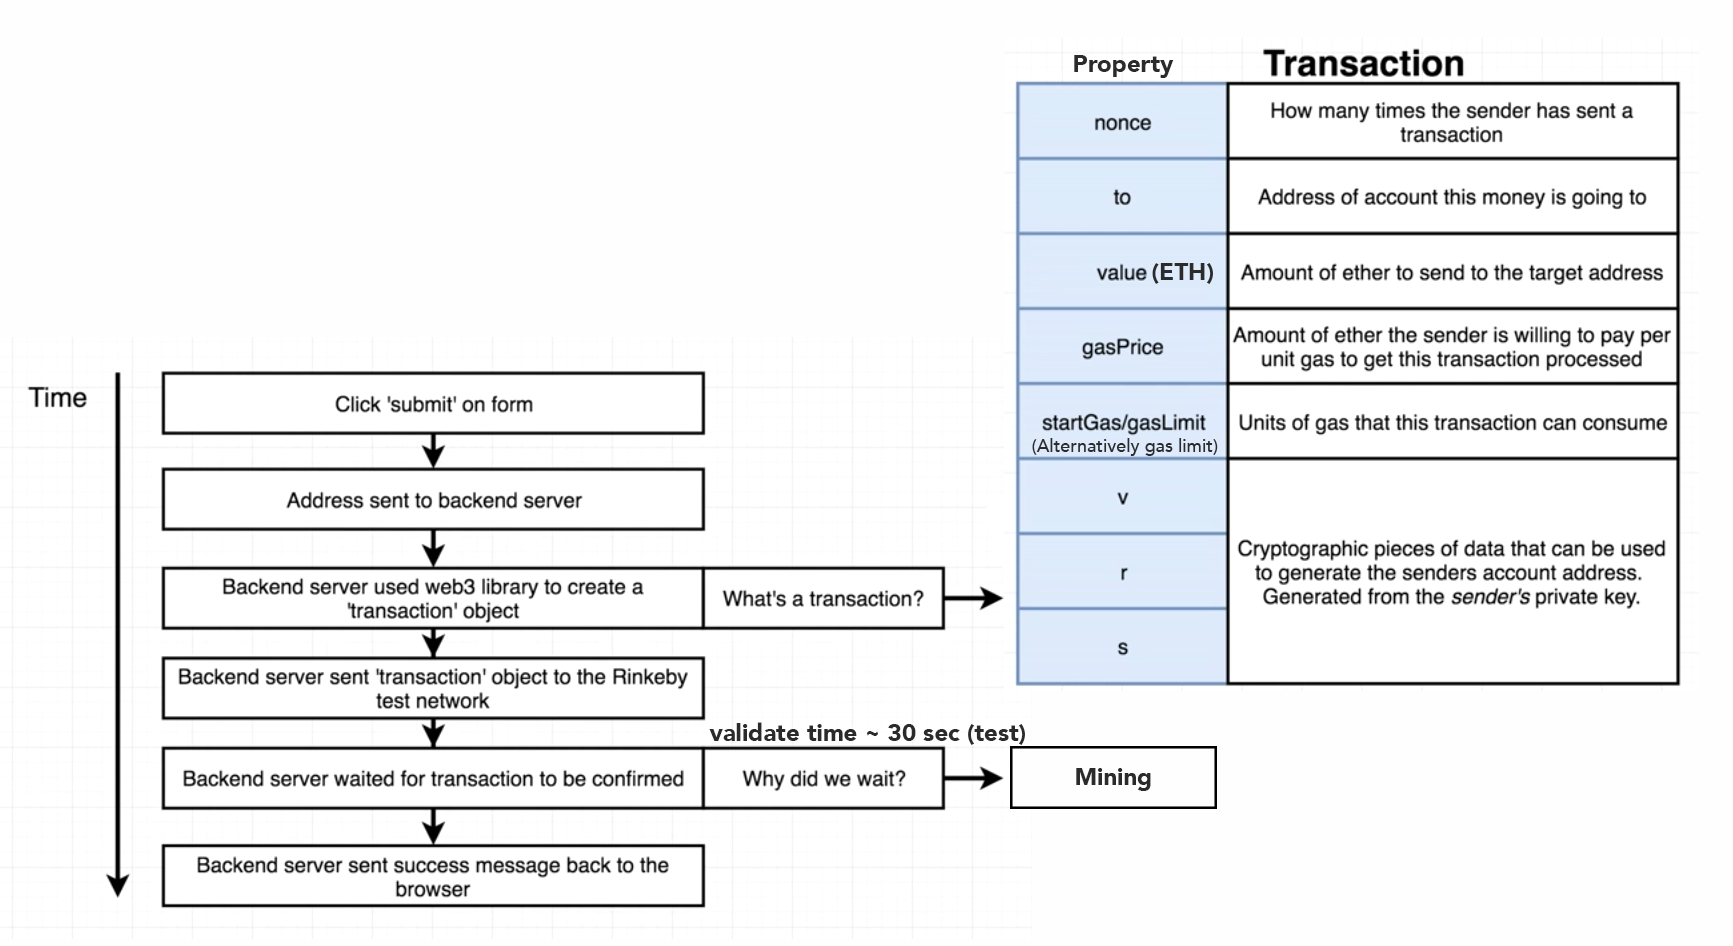 Time
Click 'submit' on form
Address sent to backend server
Backend server used web3 library to create a
'transaction' object
What's a transaction?
Backend server sent 'transaction' object to the Rinkeby
test network
validate time ~ 30 sec (test)
Backend server waited for transaction to be confirmed
Why did we wait?
Mining
Backend server sent success message back to the
browser
Property
Transaction
nonce
How many times the sender has sent a
transaction
to
Address of account this money is going to
value (ETH)
Amount of ether to send to the target address
gasPrice
Amount of ether the sender is willing to pay per
unit gas to get this transaction processed
startGas/gasLimit
(Alternatively gas limit)
Units of gas that this transaction can consume
v
r
s
Cryptographic pieces of data that can be used
to generate the senders account address.
Generated from the sender's private key.